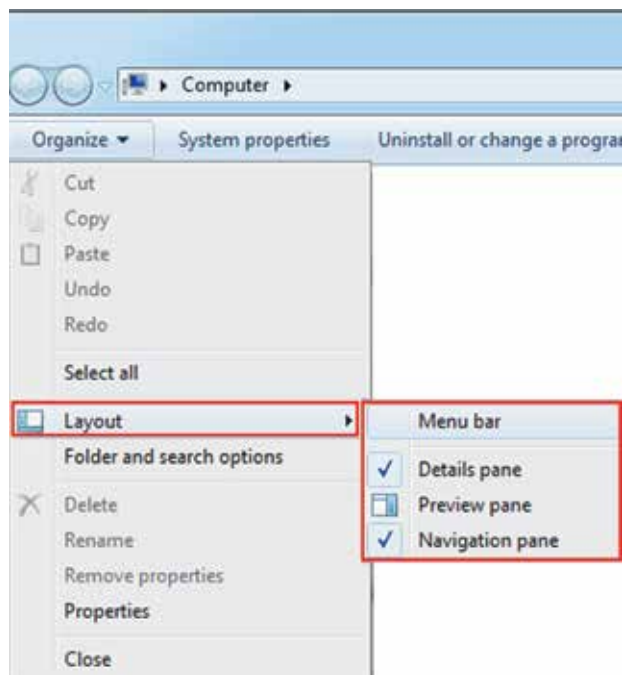 Computer
Organize System properties Uninstall or change a progra
Cut
Copy
Paste
Undo
Redo
Select all
Layout
Folder and search options
Delete
Rename
Remove properties
Properties
Close
Menu bar
Details pane
Preview pane
Navigation pane